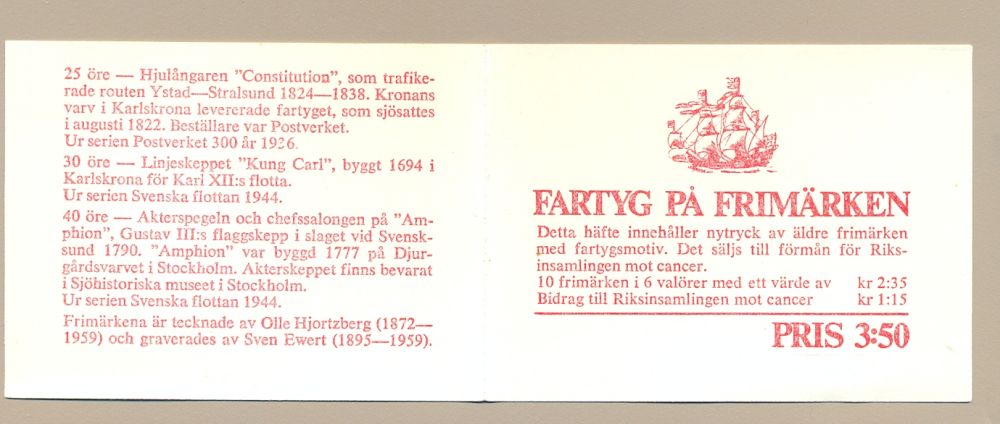 25 öre — Hjulångaren ”Constitution”, som trafike-
rade routen Ystad—Stralsund 1824—1838. Kronans
varv i Karlskrona levererade fartyget, som sjösattes
i augusti 1822. Beställare var Postverket.
Ur serien Postverket 300 år 1936.
30 öre — Linjeskeppet ”Kung Carl”, byggt 1694 i
Karlskrona för Karl XII:s flotta.
Ur serien Svenska flottan 1944.
40 öre — Akterspegeln och chefssalongen på ”Am-
phion”, Gustav III:s flaggskepp i slaget vid Svensk-
sund 1790. ”Amphion” var byggd 1777 på Djur-
gårdsvarvet i Stockholm. Akterskeppet finns bevarat
i Sjöhistoriska museet i Stockholm.
Ur serien Svenska flottan 1944.
Frimärkena är tecknade av Olle Hjortzberg (1872—
1959) och graverades av Sven Ewert (1895—1959).
FARTYG PÅ FRIMÄRKEN
Detta häfte innehåller nytryck av äldre frimärken
med fartygsmotiv. Det säljs till förmån för Riks-
insamlingen mot cancer.
10 frimärken i 6 valörer med ett värde av kr 2:35
Bidrag till Riksinsamlingen mot cancer kr 1:15
PRIS 3:50